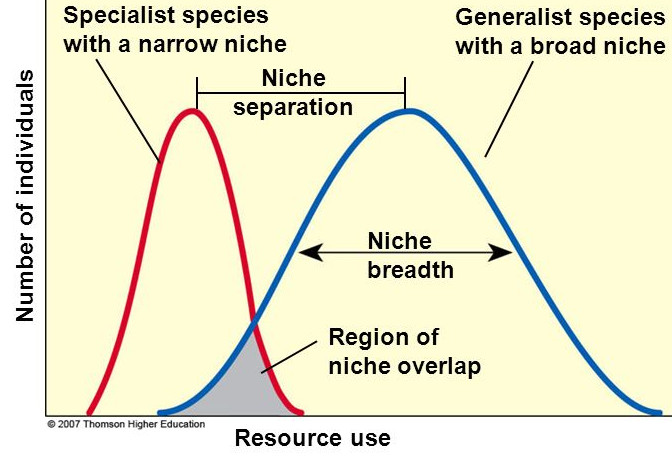 Specialist species
with a narrow niche
Generalist species
with a broad niche
Niche
separation
Number of individuals
Niche
breadth
Region of
niche overlap
© 2007 Thomson Higher Education
Resource use